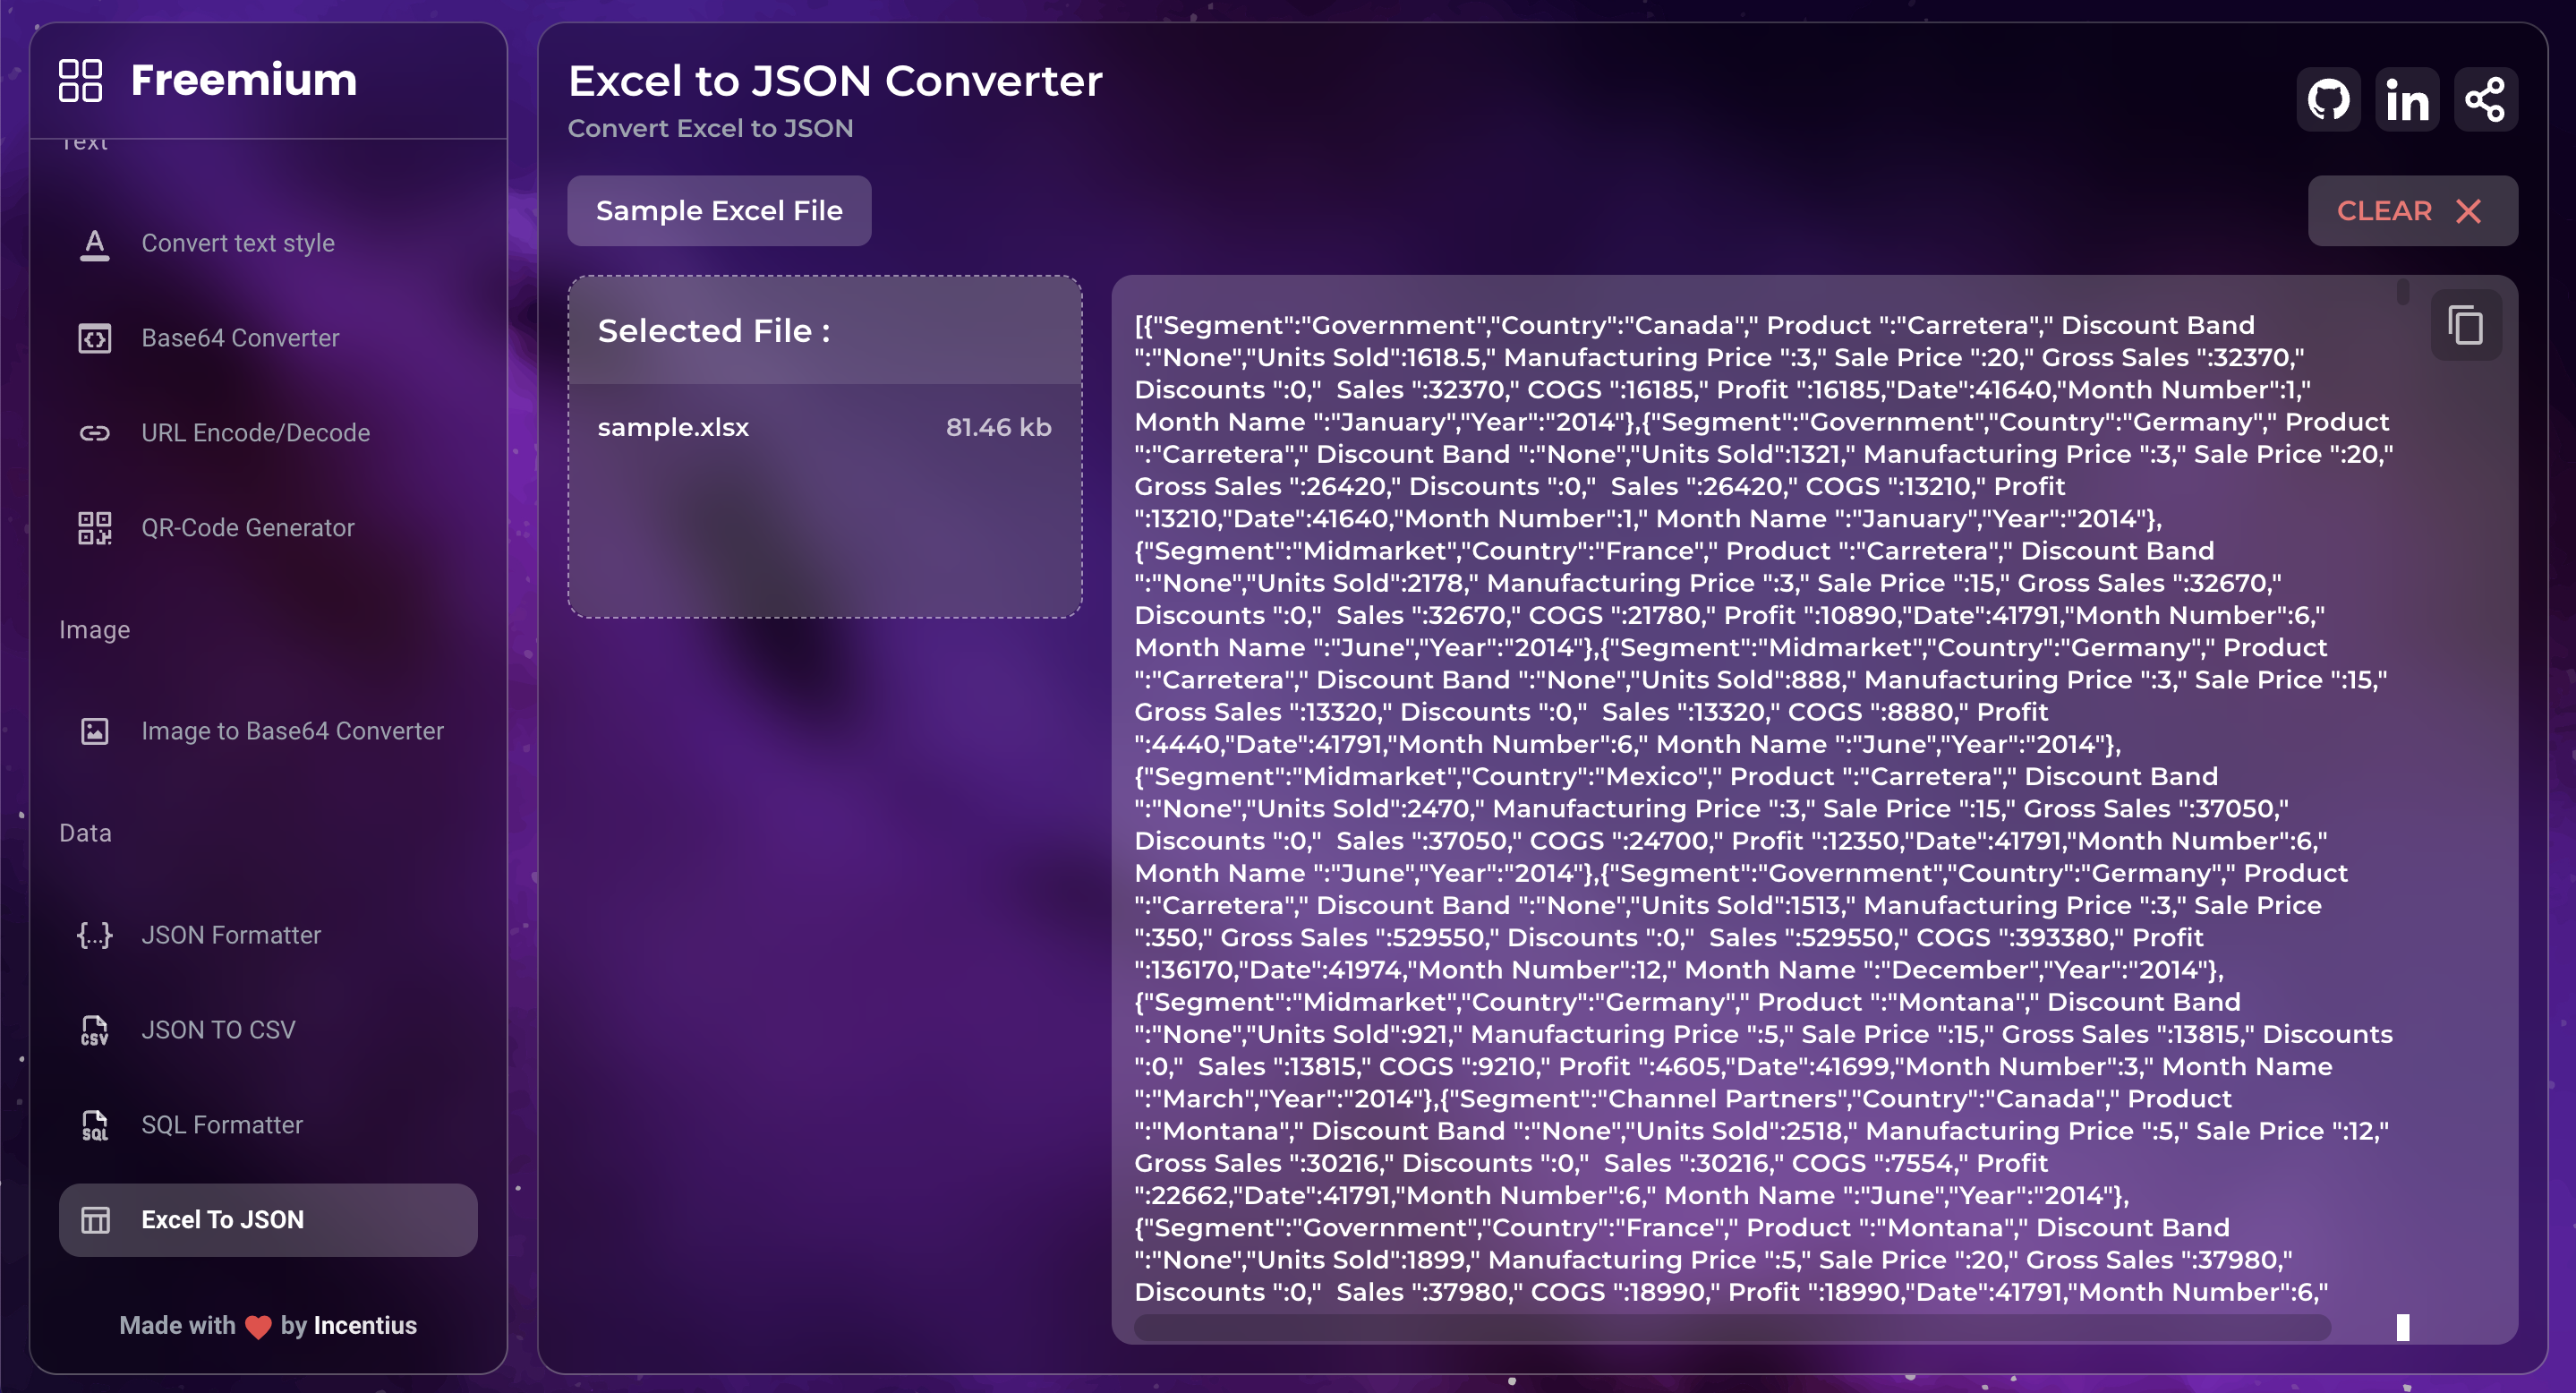 Freemium
Text
Convert text style
Base64 Converter
URL Encode/Decode
QR-Code Generator
Image
Image to Base64 Converter
Data
{...} JSON Formatter
CSV JSON TO CSV
SQL SQL Formatter
Excel To JSON
Made with ❤ by Incentius
Excel to JSON Converter
Convert Excel to JSON
in
Sample Excel File
CLEAR
Selected File :
sample.xlsx 81.46 kb
[{"Segment":"Government","Country":"Canada"," Product ":"Carretera"," Discount Band
":"None","Units Sold":1618.5," Manufacturing Price ":3," Sale Price ":20," Gross Sales ":32370,"
Discounts ":0,"  Sales ":32370," COGS ":16185," Profit ":16185,"Date":41640,"Month Number":1,"
Month Name ":"January","Year":"2014"},{"Segment":"Government","Country":"Germany"," Product
":"Carretera"," Discount Band ":"None","Units Sold":1321," Manufacturing Price ":3," Sale Price ":20,"
Gross Sales ":26420," Discounts ":0,"  Sales ":26420," COGS ":13210," Profit
":13210,"Date":41640,"Month Number":1," Month Name ":"January","Year":"2014"},
{"Segment":"Midmarket","Country":"France"," Product ":"Carretera"," Discount Band
":"None","Units Sold":2178," Manufacturing Price ":3," Sale Price ":15," Gross Sales ":32670,"
Discounts ":0,"  Sales ":32670," COGS ":21780," Profit ":10890,"Date":41791,"Month Number":6,"
Month Name ":"June","Year":"2014"},{"Segment":"Midmarket","Country":"Germany"," Product
":"Carretera"," Discount Band ":"None","Units Sold":888," Manufacturing Price ":3," Sale Price ":15,"
Gross Sales ":13320," Discounts ":0,"  Sales ":13320," COGS ":8880," Profit
":4440,"Date":41791,"Month Number":6," Month Name ":"June","Year":"2014"},
{"Segment":"Midmarket","Country":"Mexico"," Product ":"Carretera"," Discount Band
":"None","Units Sold":2470," Manufacturing Price ":3," Sale Price ":15," Gross Sales ":37050,"
Discounts ":0,"  Sales ":37050," COGS ":24700," Profit ":12350,"Date":41791,"Month Number":6,"
Month Name ":"June","Year":"2014"},{"Segment":"Government","Country":"Germany"," Product
":"Carretera"," Discount Band ":"None","Units Sold":1513," Manufacturing Price ":3," Sale Price
":350," Gross Sales ":529550," Discounts ":0,"  Sales ":529550," COGS ":393380," Profit
":136170,"Date":41974,"Month Number":12," Month Name ":"December","Year":"2014"},
{"Segment":"Midmarket","Country":"Germany"," Product ":"Montana"," Discount Band
":"None","Units Sold":921," Manufacturing Price ":5," Sale Price ":15," Gross Sales ":13815," Discounts
":0,"  Sales ":13815," COGS ":9210," Profit ":4605,"Date":41699,"Month Number":3," Month Name
":"March","Year":"2014"},{"Segment":"Channel Partners","Country":"Canada"," Product
":"Montana"," Discount Band ":"None","Units Sold":2518," Manufacturing Price ":5," Sale Price ":12,"
Gross Sales ":30216," Discounts ":0,"  Sales ":30216," COGS ":7554," Profit
":22662,"Date":41791,"Month Number":6," Month Name ":"June","Year":"2014"},
{"Segment":"Government","Country":"France"," Product ":"Montana"," Discount Band
":"None","Units Sold":1899," Manufacturing Price ":5," Sale Price ":20," Gross Sales ":37980,"
Discounts ":0,"  Sales ":37980," COGS ":18990," Profit ":18990,"Date":41791,"Month Number":6,"